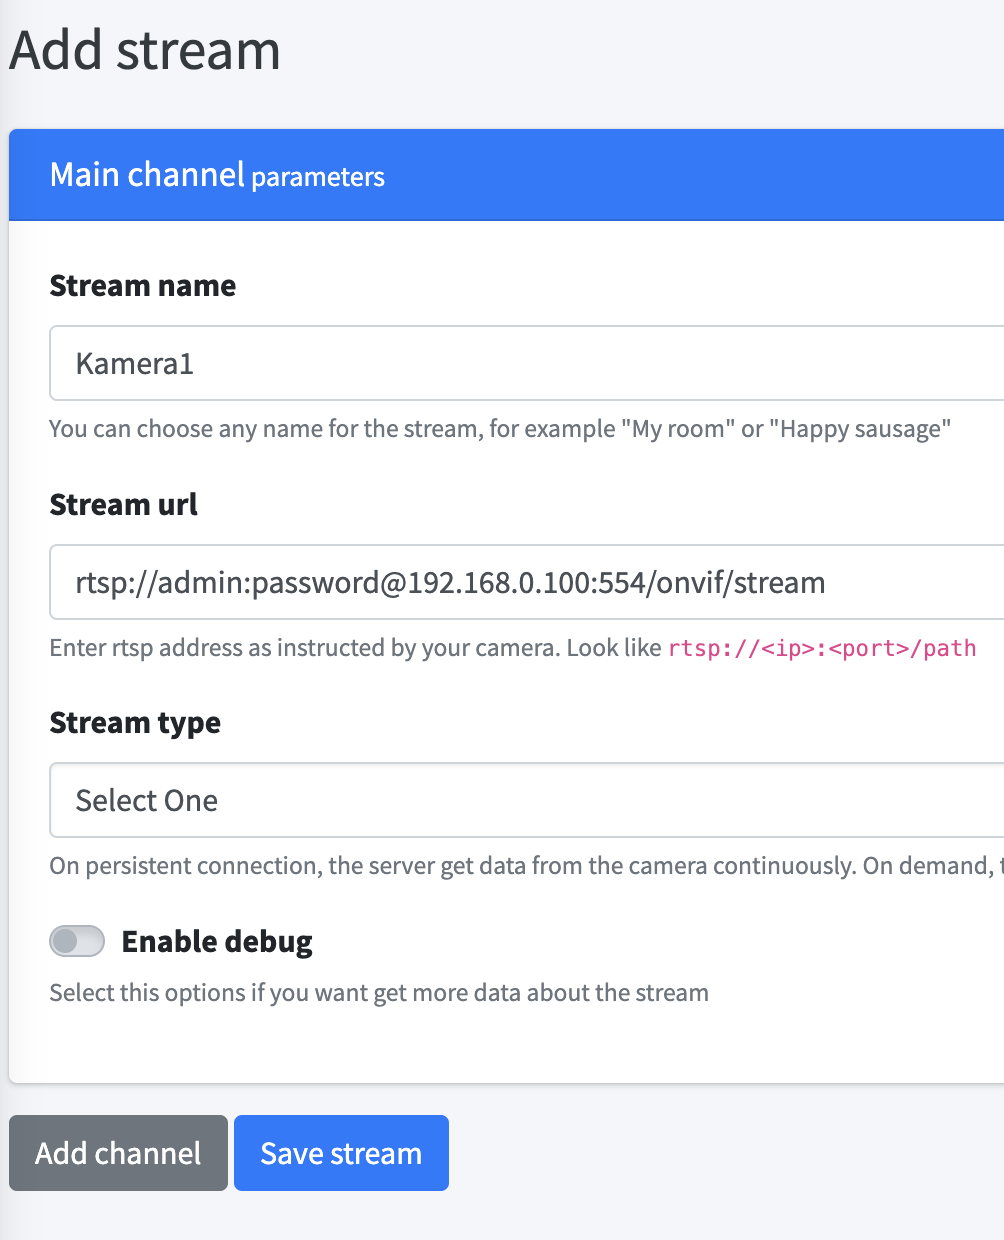 Add stream
Main channel parameters
Stream name
Kamera1
You can choose any name for the stream, for example "My room" or "Happy sausage"
Stream url
rtsp://admin:password@192.168.0.100:554/onvif/stream
Enter rtsp address as instructed by your camera. Look like rtsp://<ip>:<port>/path
Stream type
Select One
On persistent connection, the server get data from the camera continuously. On demand,
Enable debug
Select this options if you want get more data about the stream
Add channel
Save stream